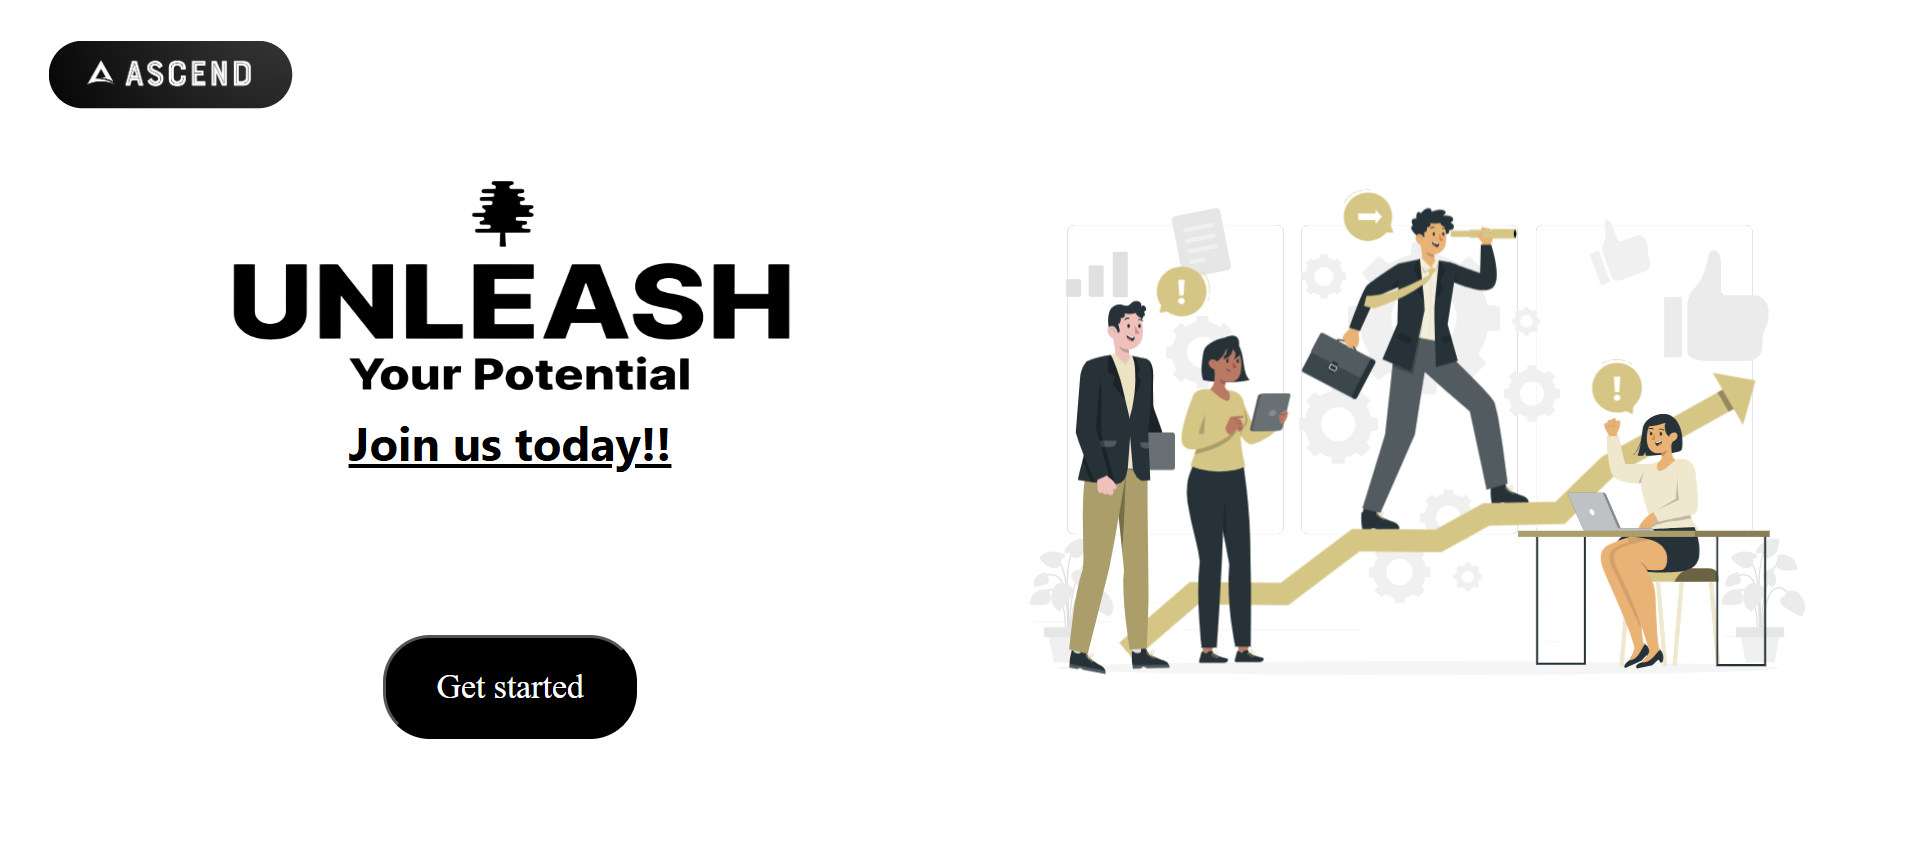 ASCEND
UNLEASH
Your Potential
Join us today!!
Get started
!
!